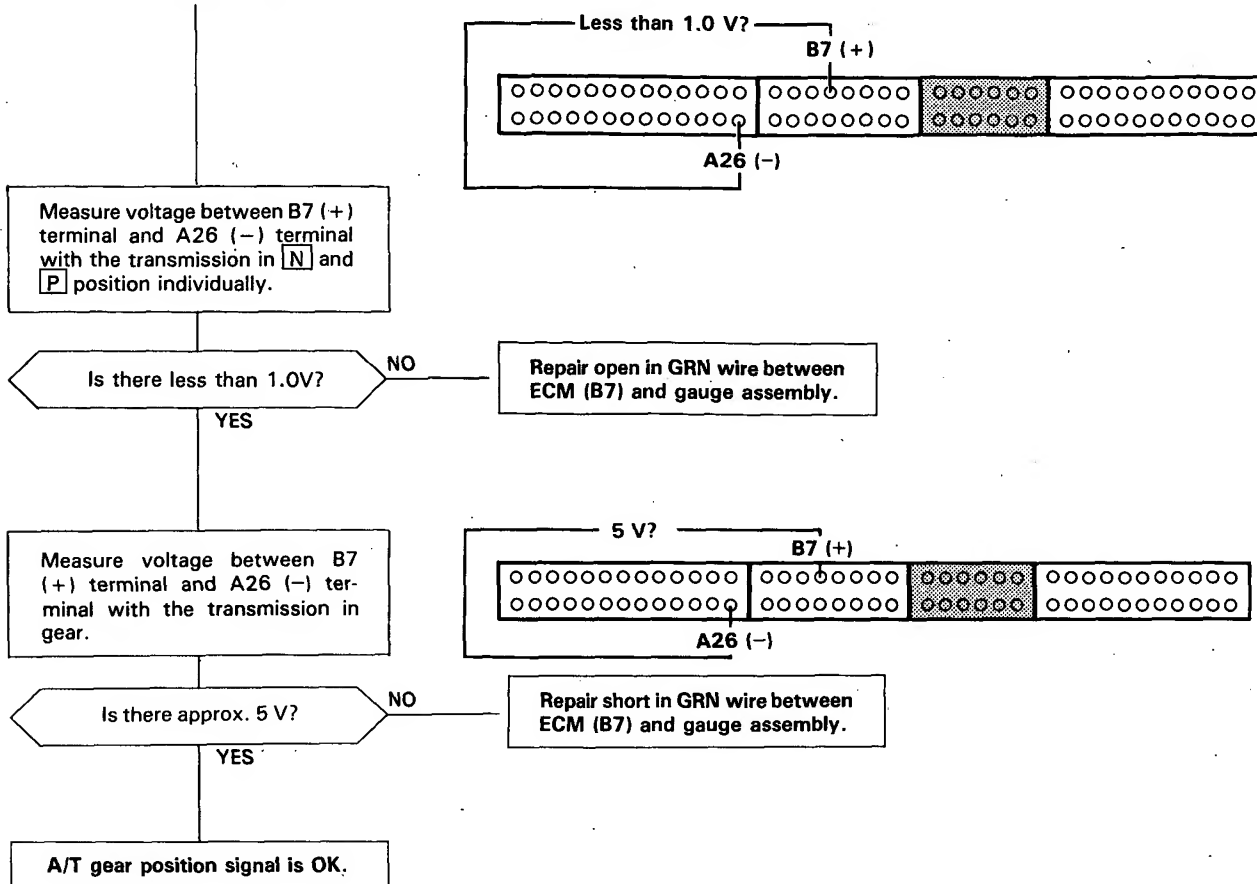 Less than 1.0 V?
B7 (+)
A26 (−)
Measure voltage between B7 (+)
terminal and A26 (−) terminal
with the transmission in N and
P position individually.
Is there less than 1.0V?
NO
Repair open in GRN wire between
ECM (B7) and gauge assembly.
YES
5 V?
B7 (+)
A26 (−)
Measure voltage between B7
(+) terminal and A26 (−) ter-
minal with the transmission in
gear.
Is there approx. 5 V?
NO
Repair short in GRN wire between
ECM (B7) and gauge assembly.
YES
A/T gear position signal is OK.